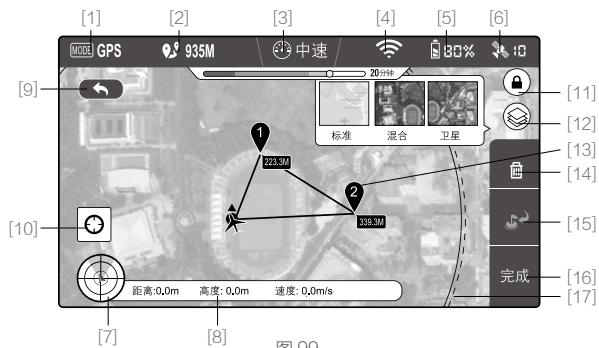 [1] [2] [3] [4] [5] [6]
MODE GPS 935M 中速 80% 10
20分钟
[9] [11]
标准 混合 卫星
[12]
[13]
1
223.3M
[14]
2
339.3M
[10] [15]
完成 [16]
距离:0.0m 高度: 0.0m 速度: 0.0m/s
[17]
[7] [8]